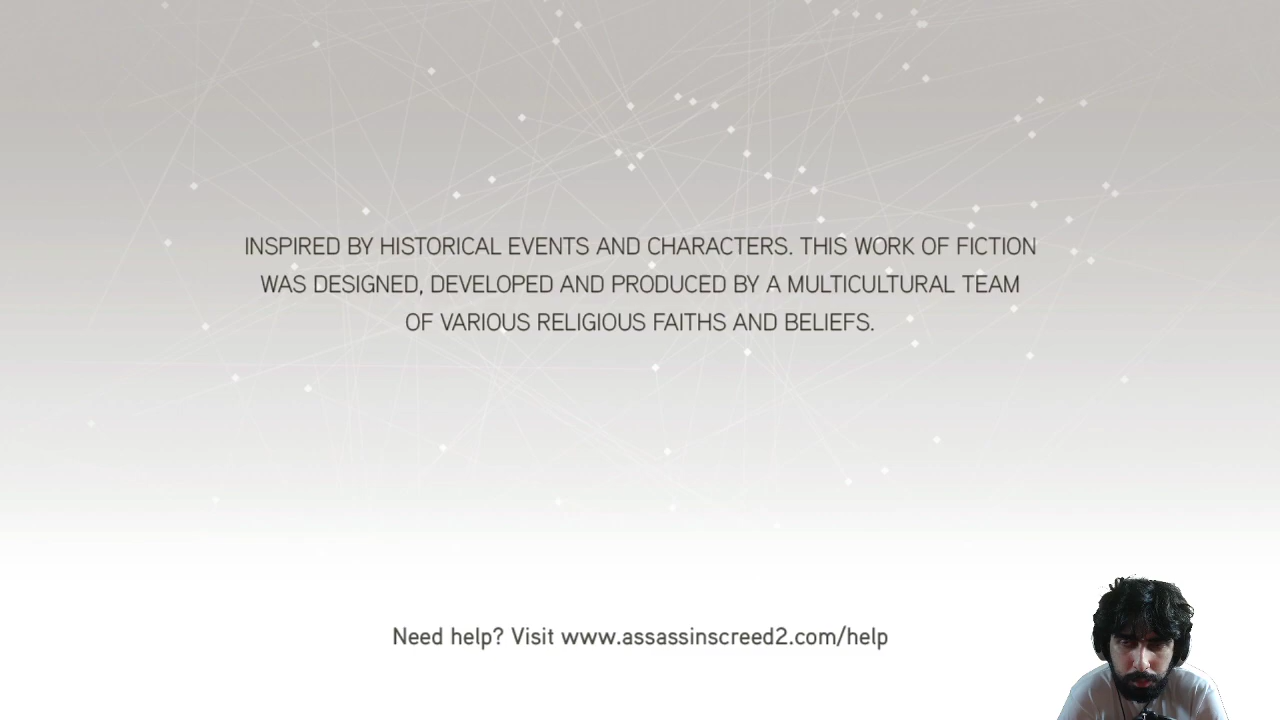 INSPIRED BY HISTORICAL EVENTS AND CHARACTERS. THIS WORK OF FICTION
WAS DESIGNED, DEVELOPED AND PRODUCED BY A MULTICULTURAL TEAM
OF VARIOUS RELIGIOUS FAITHS AND BELIEFS.
Need help? Visit www.assassinscreed2.com/help